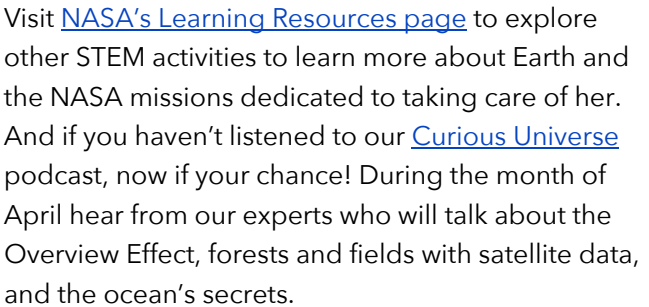 Visit NASA’s Learning Resources page to explore
other STEM activities to learn more about Earth and
the NASA missions dedicated to taking care of her.
And if you haven’t listened to our Curious Universe
podcast, now if your chance! During the month of
April hear from our experts who will talk about the
Overview Effect, forests and fields with satellite data,
and the ocean’s secrets.